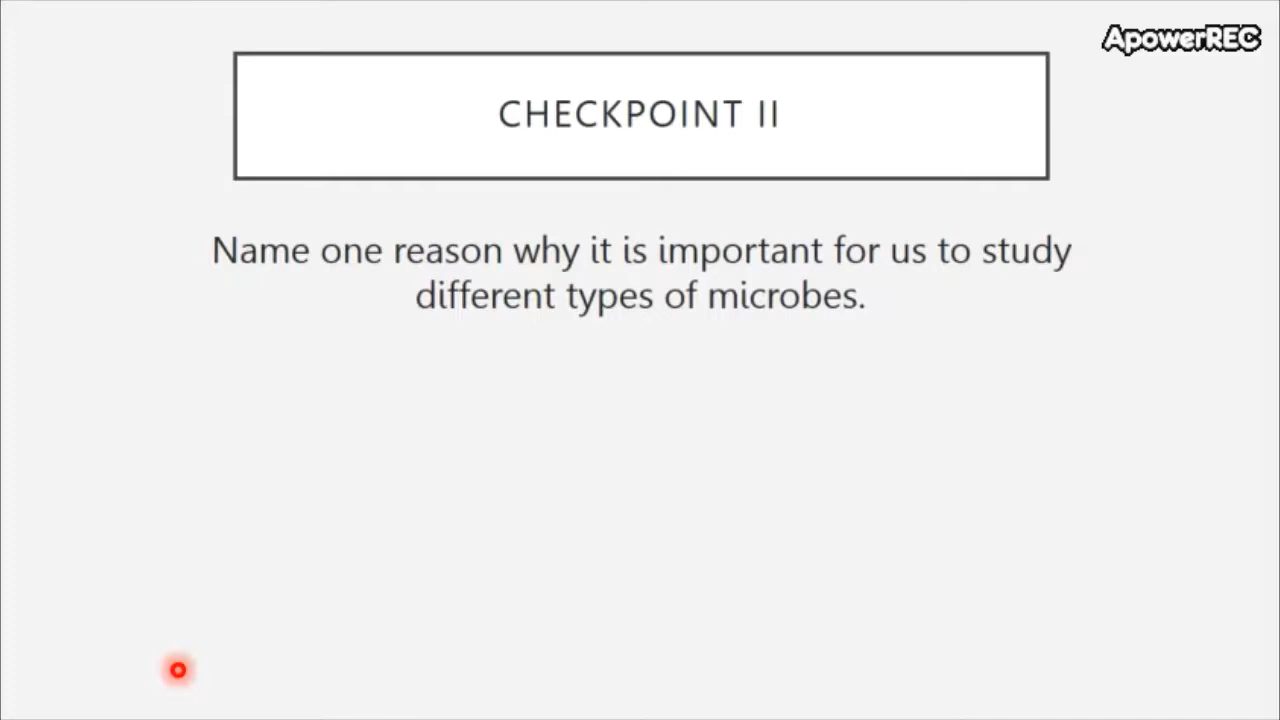 ApowerREC
CHECKPOINT II
Name one reason why it is important for us to study
different types of microbes.